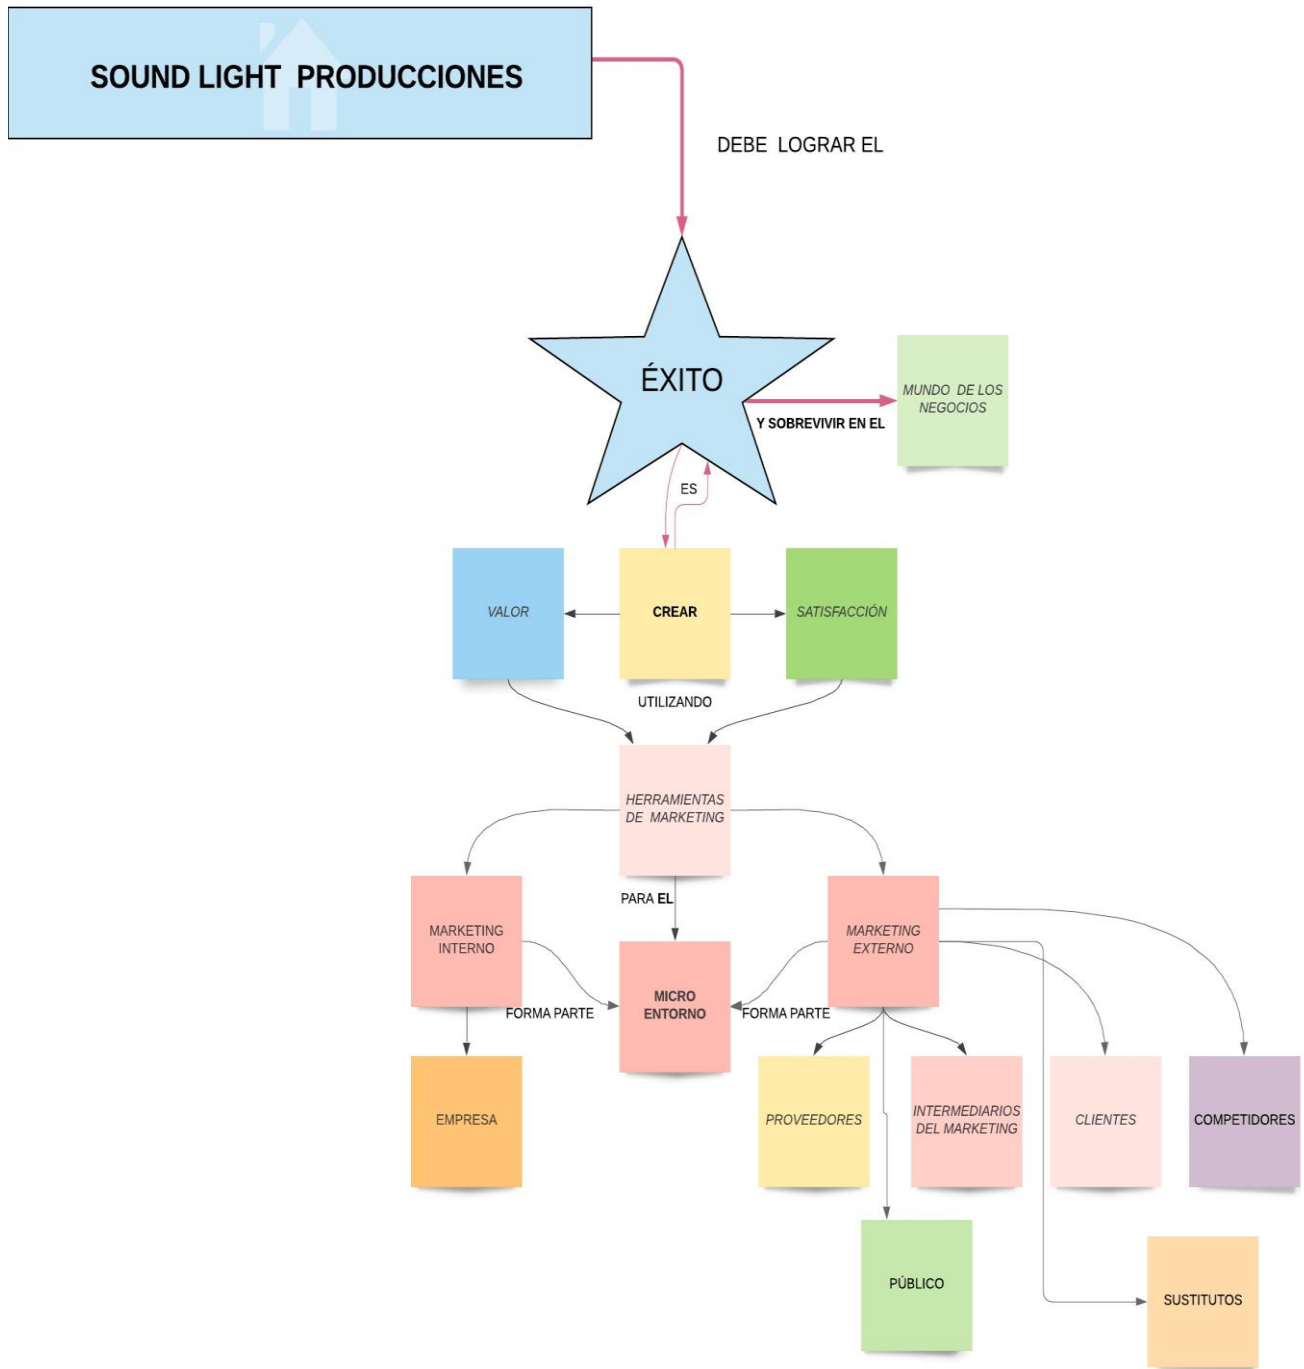 SOUND LIGHT PRODUCCIONES
DEBE LOGRAR EL
ÉXITO
MUNDO DE LOS
NEGOCIOS
Y SOBREVIVIR EN EL
ES
VALOR
CREAR
SATISFACCIÓN
UTILIZANDO
HERRAMIENTAS
DE MARKETING
PARA EL
MARKETING
INTERNO
MARKETING
EXTERNO
MICRO
ENTORNO
FORMA PARTE
FORMA PARTE
EMPRESA
PROVEEDORES
INTERMEDIARIOS
DEL MARKETING
CLIENTES
COMPETIDORES
PÚBLICO
SUSTITUTOS